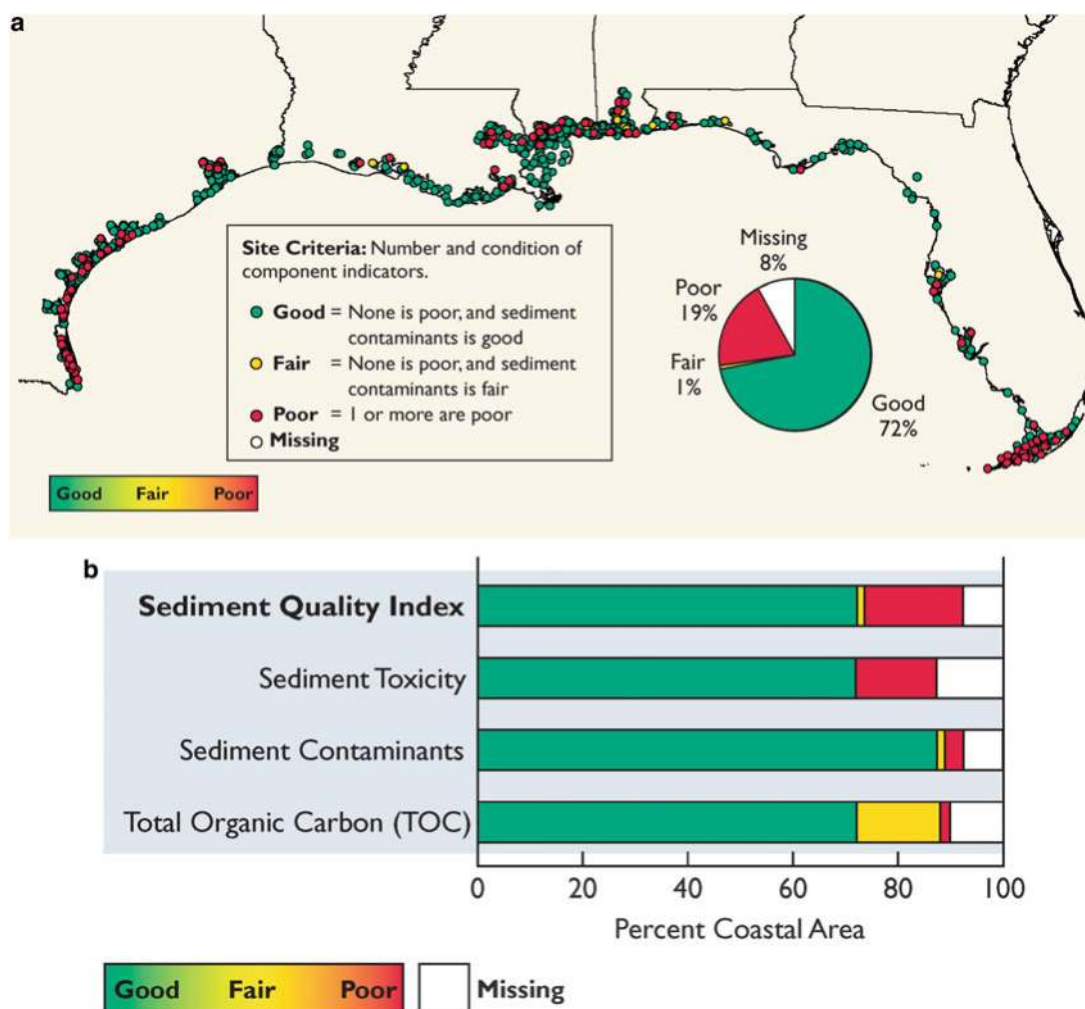 a
Site Criteria: Number and condition of
component indicators.
Good = None is poor, and sediment
contaminants is good
Fair = None is poor, and sediment
contaminants is fair
Poor = 1 or more are poor
Missing
Missing
8%
Poor
19%
Fair
1%
Good
72%
Good Fair Poor
b
Sediment Quality Index
Sediment Toxicity
Sediment Contaminants
Total Organic Carbon (TOC)
0 20 40 60 80 100
Percent Coastal Area
Good Fair Poor Missing